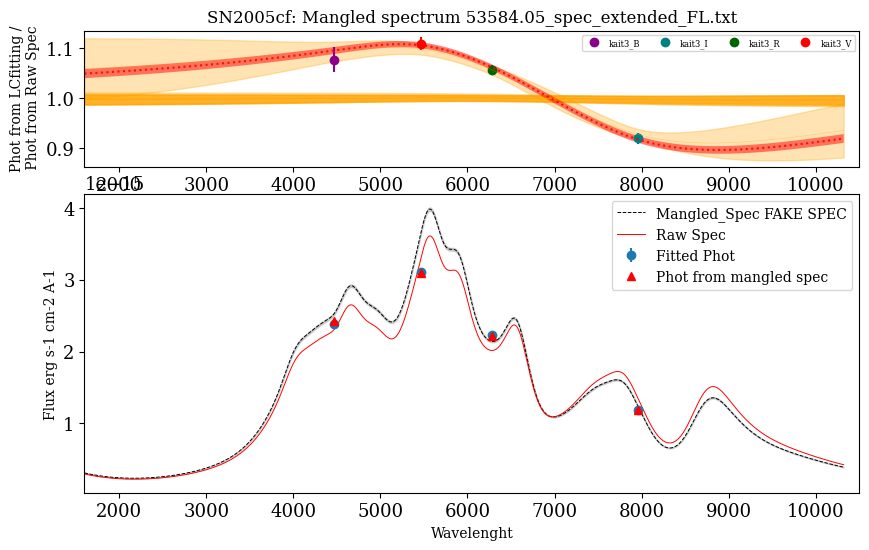 SN2005cf: Mangled spectrum 53584.05_spec_extended_FL.txt
Phot from LCfitting /
Phot from Raw Spec
1.1
1.0
0.9
kait3_B
kait3_I
kait3_R
kait3_V
2000 3000 4000 5000 6000 7000 8000 9000 10000
1e−15
Flux erg s-1 cm-2 A-1
4
3
2
1
Mangled_Spec FAKE SPEC
Raw Spec
Fitted Phot
Phot from mangled spec
2000 3000 4000 5000 6000 7000 8000 9000 10000
Wavelenght